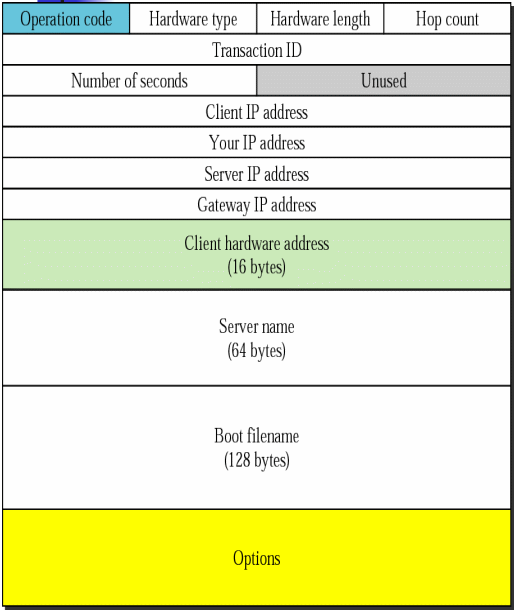 Operation code Hardware type Hardware length Hop count
Transaction ID
Number of seconds Unused
Client IP address
Your IP address
Server IP address
Gateway IP address
Client hardware address
(16 bytes)
Server name
(64 bytes)
Boot filename
(128 bytes)
Options